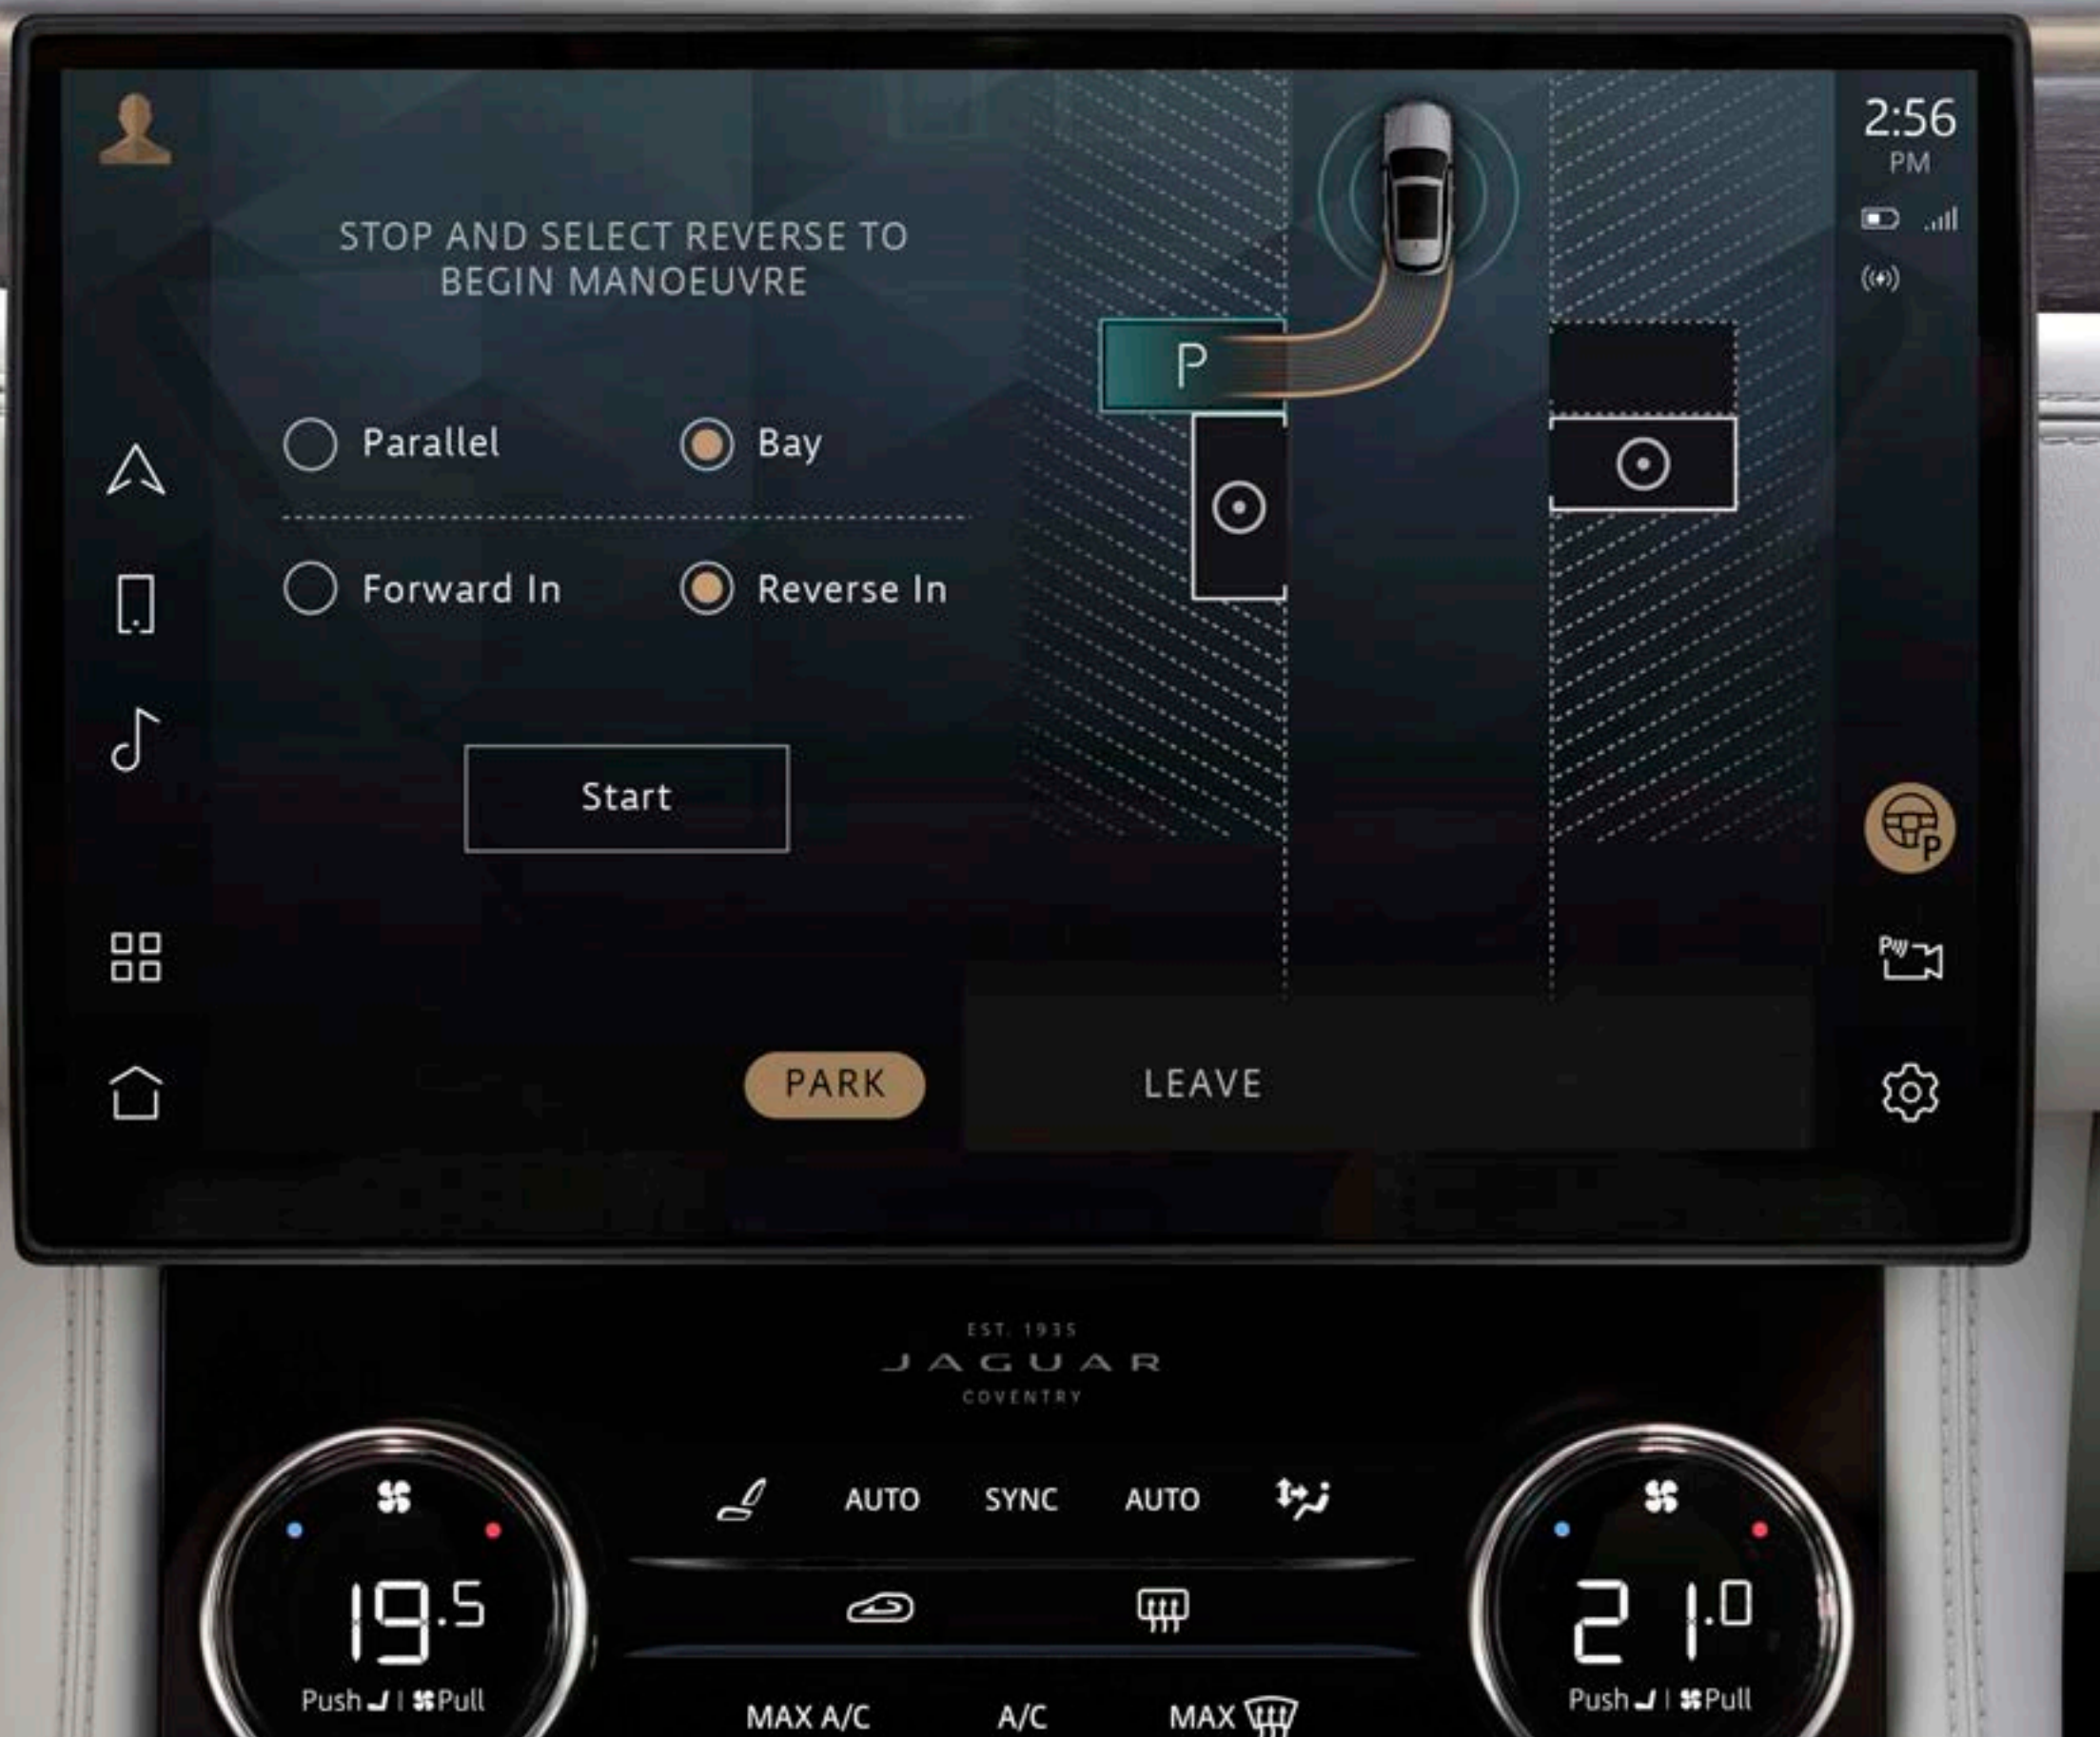 2:56
PM
STOP AND SELECT REVERSE TO
BEGIN MANOEUVRE
P
Parallel
Bay
Forward In
Reverse In
Start
P
P
PARK
LEAVE
EST. 1935
JAGUAR
COVENTRY
AUTO
SYNC
AUTO
19.5
21.0
Push | Pull
Push | Pull
MAX A/C
A/C
MAX